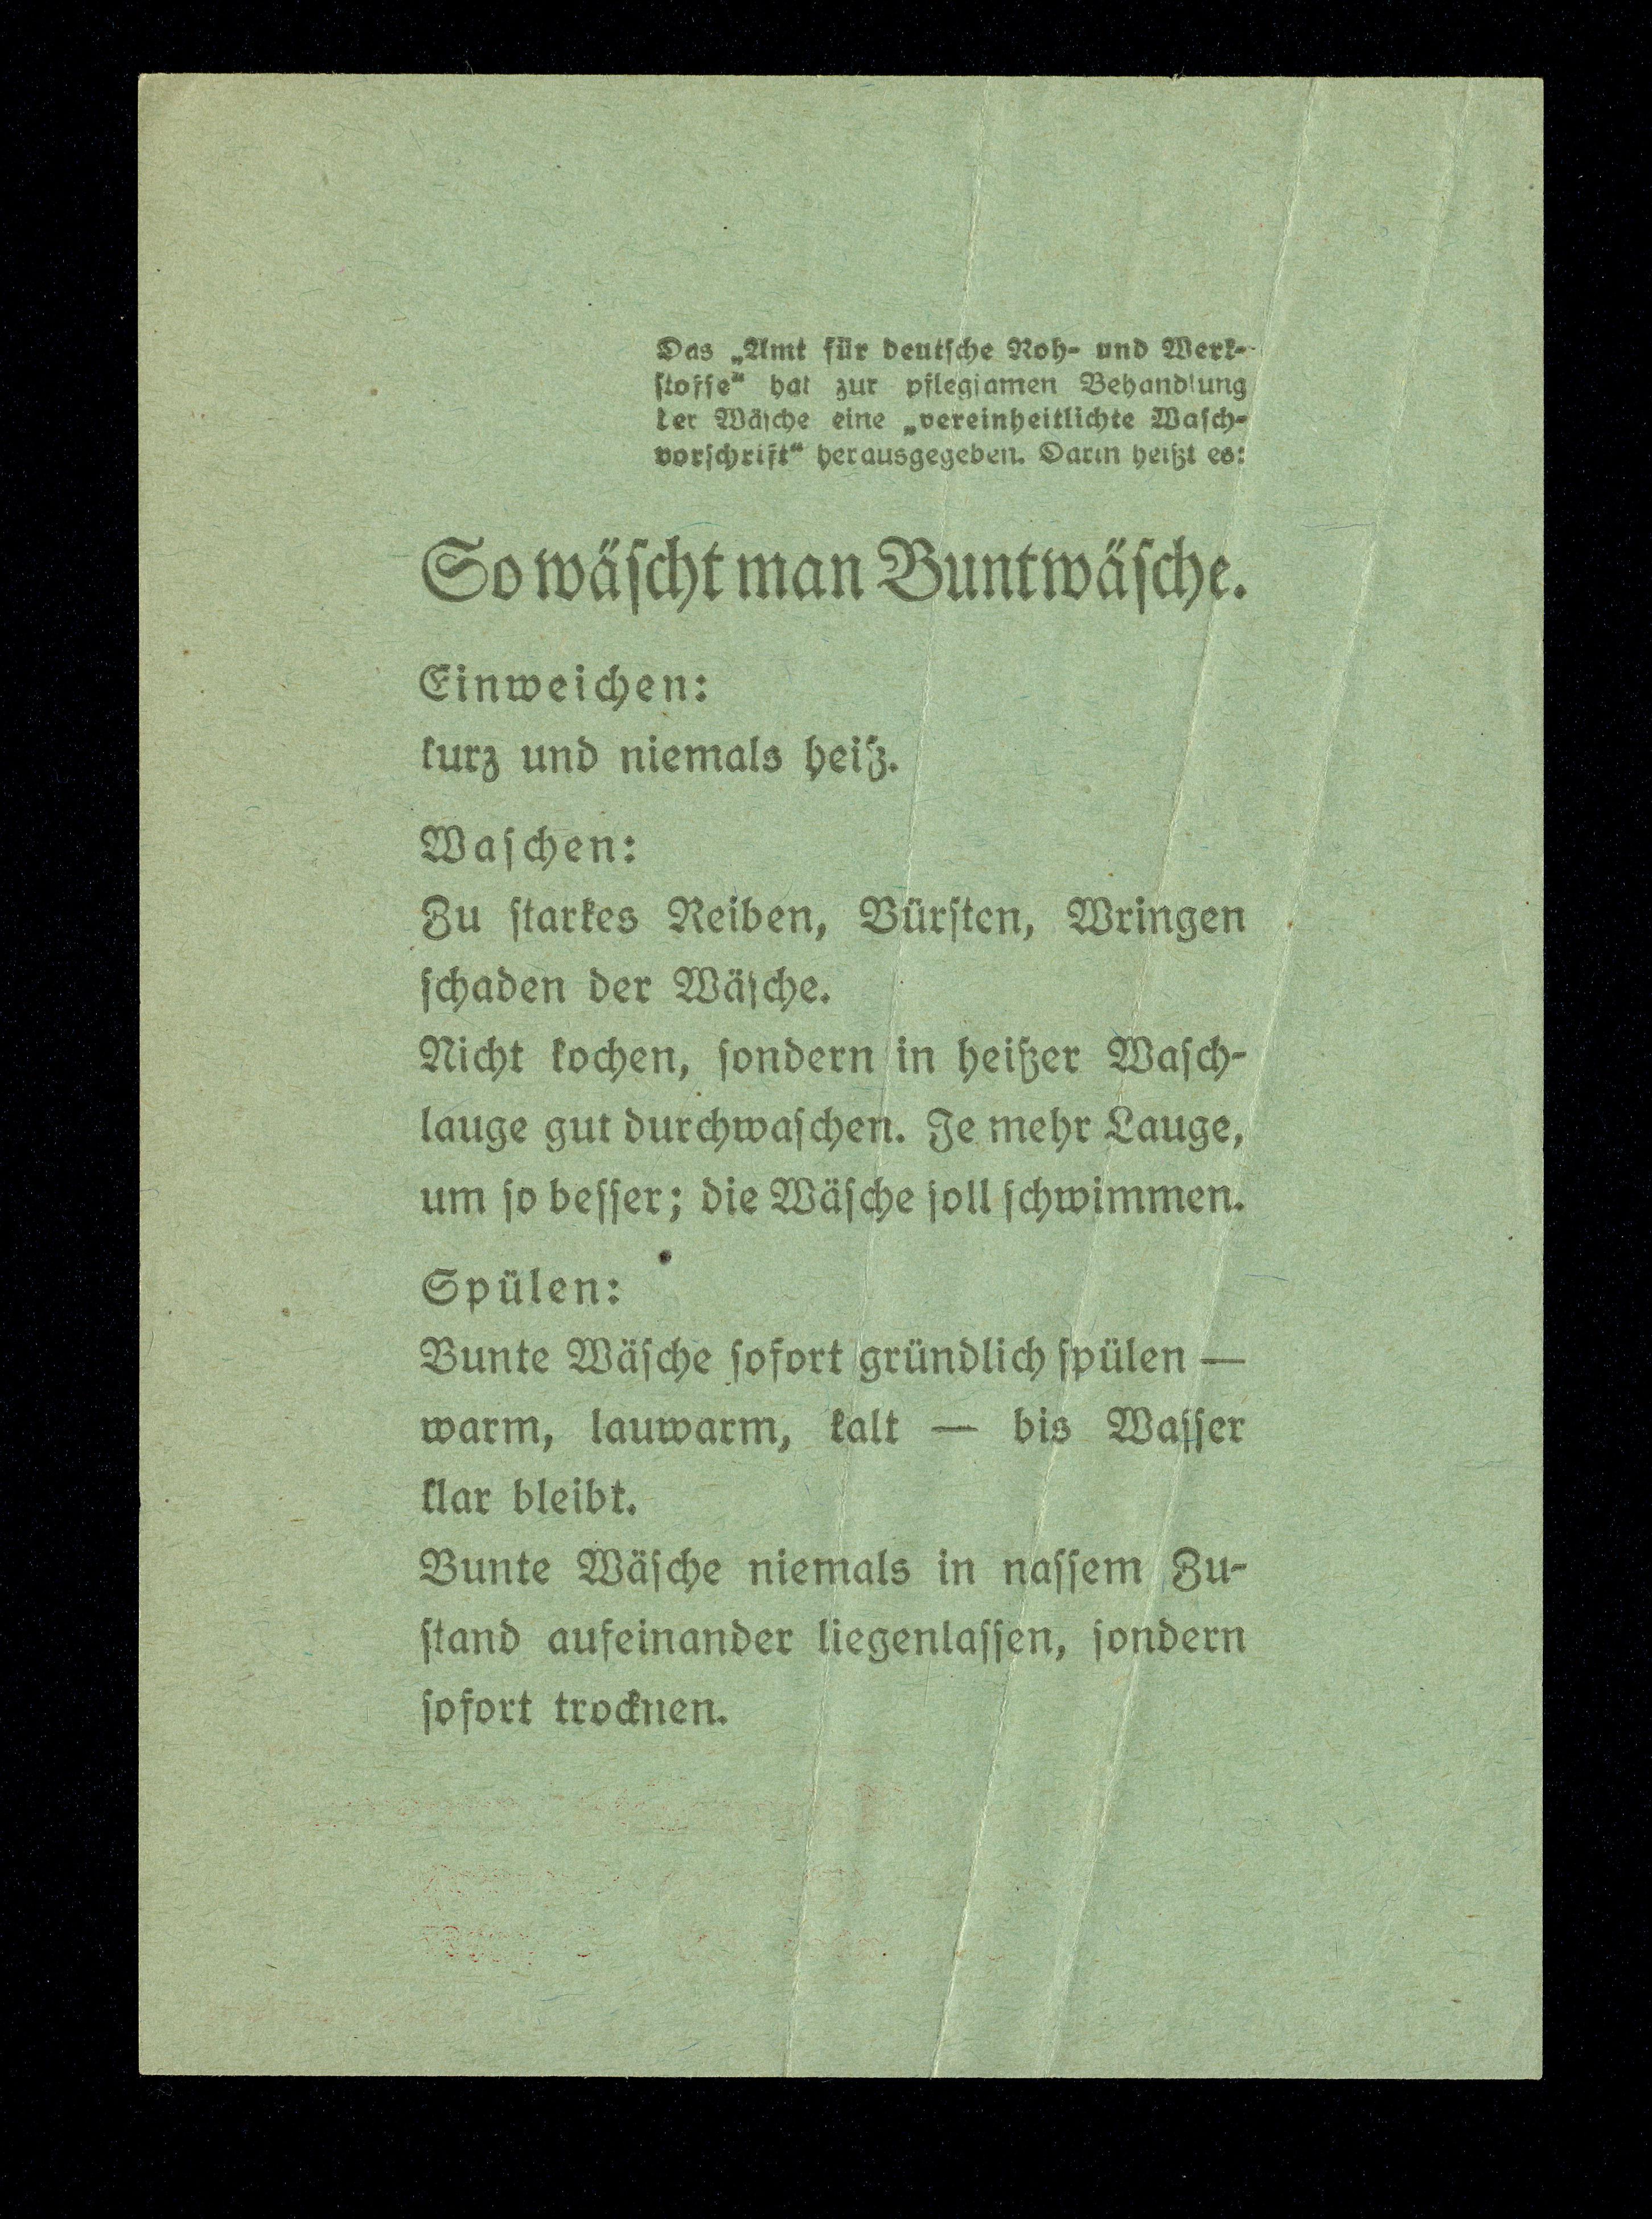 Das „Amt für deutsche Roh- und Werk-
stoffe“ hat zur pflegsamen Behandlung
der Wäsche eine „vereinheitlichte Wasch-
vorschrift“ herausgegeben. Darin heißt es:
So wäscht man Buntwäsche.
Einweichen:
kurz und niemals heiß.
Waschen:
Zu starkes Reiben, Bürsten, Wringen
schaden der Wäsche.
Nicht kochen, sondern in heißer Wasch-
lauge gut durchwaschen. Je mehr Lauge,
um so besser; die Wäsche soll schwimmen.
Spülen:
Bunte Wäsche sofort gründlich spülen —
warm, lauwarm, kalt — bis Wasser
klar bleibt.
Bunte Wäsche niemals in nassem Zu-
stand aufeinander liegenlassen, sondern
sofort trocknen.